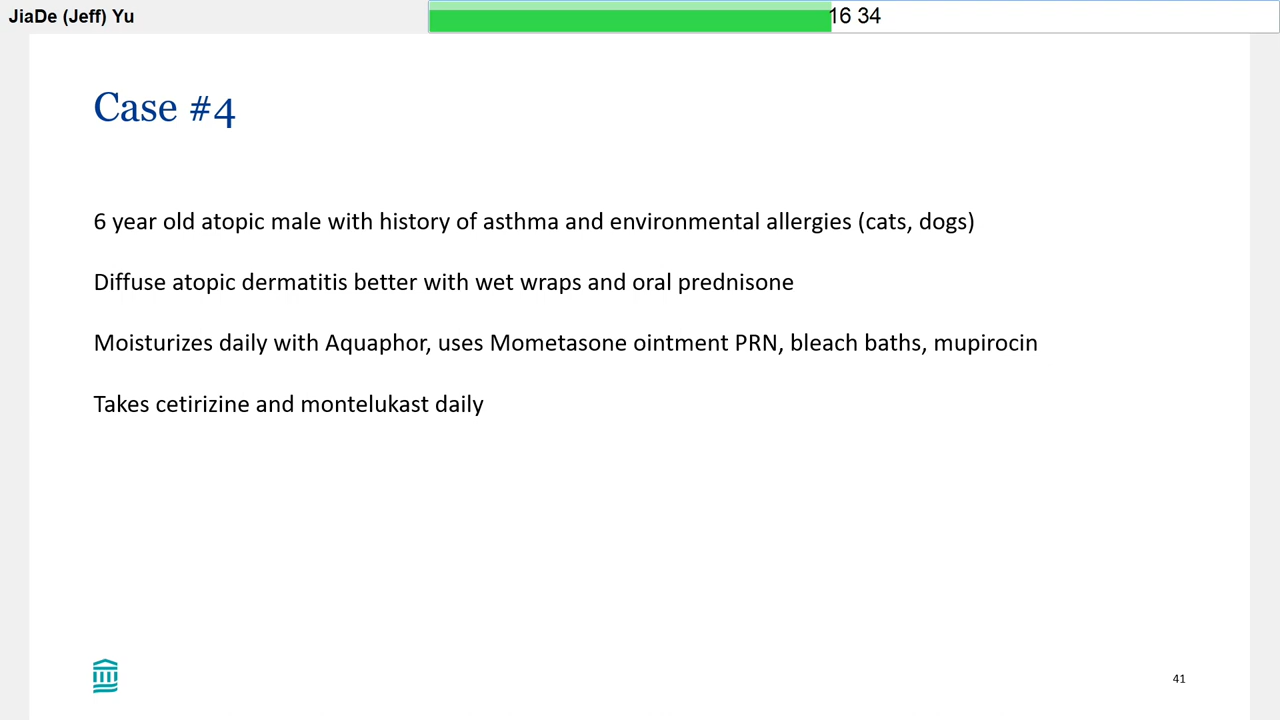 JiaDe (Jeff) Yu
16 34
Case #4
6 year old atopic male with history of asthma and environmental allergies (cats, dogs)
Diffuse atopic dermatitis better with wet wraps and oral prednisone
Moisturizes daily with Aquaphor, uses Mometasone ointment PRN, bleach baths, mupirocin
Takes cetirizine and montelukast daily
41